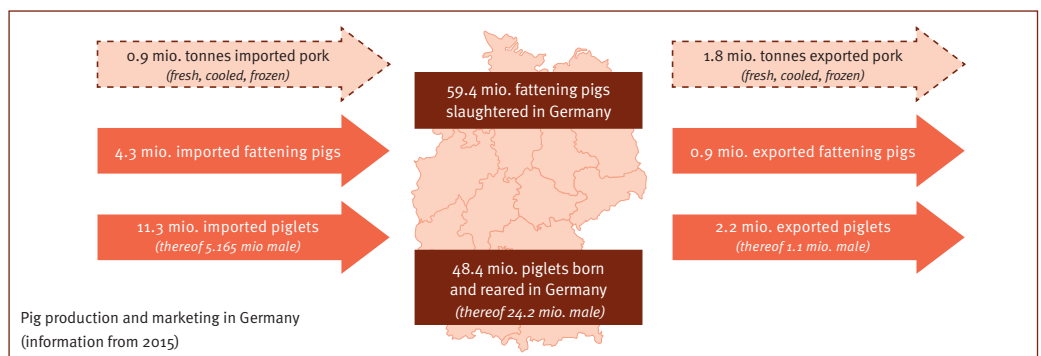 0.9 mio. tonnes imported pork
(fresh, cooled, frozen)
4.3 mio. imported fattening pigs
11.3 mio. imported piglets
(thereof 5.165 mio male)
59.4 mio. fattening pigs
slaughtered in Germany
48.4 mio. piglets born
and reared in Germany
(thereof 24.2 mio. male)
1.8 mio. tonnes exported pork
(fresh, cooled, frozen)
0.9 mio. exported fattening pigs
2.2 mio. exported piglets
(thereof 1.1 mio. male)
Pig production and marketing in Germany
(information from 2015)